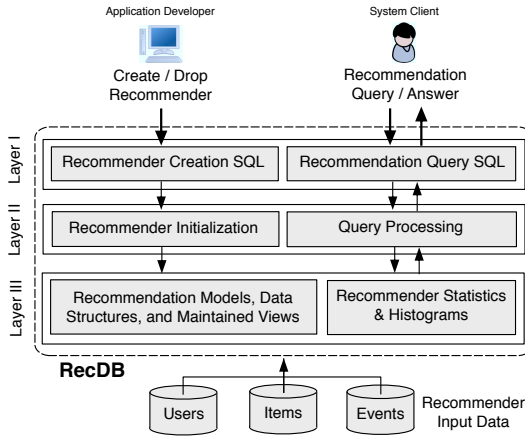 Application Developer
System Client
Create / Drop
Recommender
Recommendation
Query / Answer
Layer I
Recommender Creation SQL
Recommendation Query SQL
Layer II
Recommender Initialization
Query Processing
Layer III
Recommendation Models, Data
Structures, and Maintained Views
Recommender Statistics
& Histograms
RecDB
Users
Items
Events
Recommender
Input Data